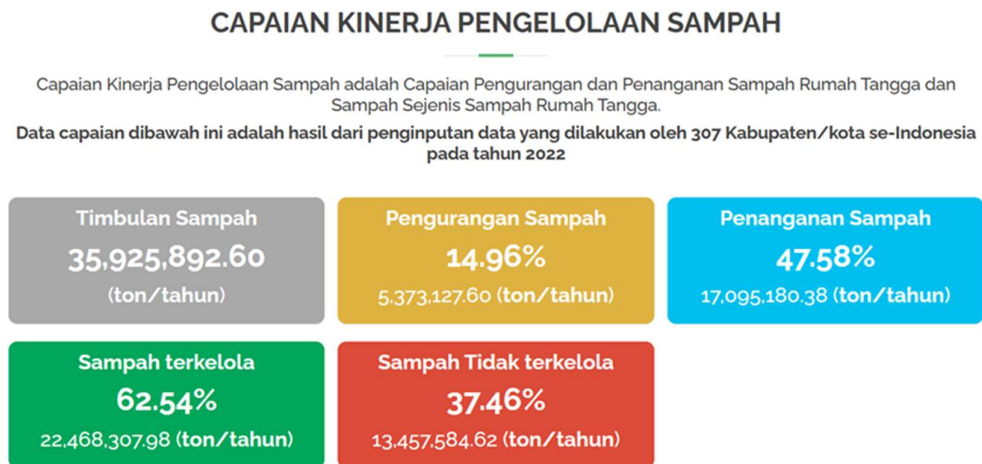 CAPAIAN KINERJA PENGELOLAAN SAMPAH
Capaian Kinerja Pengelolaan Sampah adalah Capaian Pengurangan dan Penanganan Sampah Rumah Tangga dan
Sampah Sejenis Sampah Rumah Tangga.
Data capaian dibawah ini adalah hasil dari penginputan data yang dilakukan oleh 307 Kabupaten/kota se-Indonesia
pada tahun 2022
Timbulan Sampah
35,925,892.60
(ton/tahun)
Pengurangan Sampah
14.96%
5,373,127.60 (ton/tahun)
Penanganan Sampah
47.58%
17,095,180.38 (ton/tahun)
Sampah terkelola
62.54%
22,468,307.98 (ton/tahun)
Sampah Tidak terkelola
37.46%
13,457,584.62 (ton/tahun)